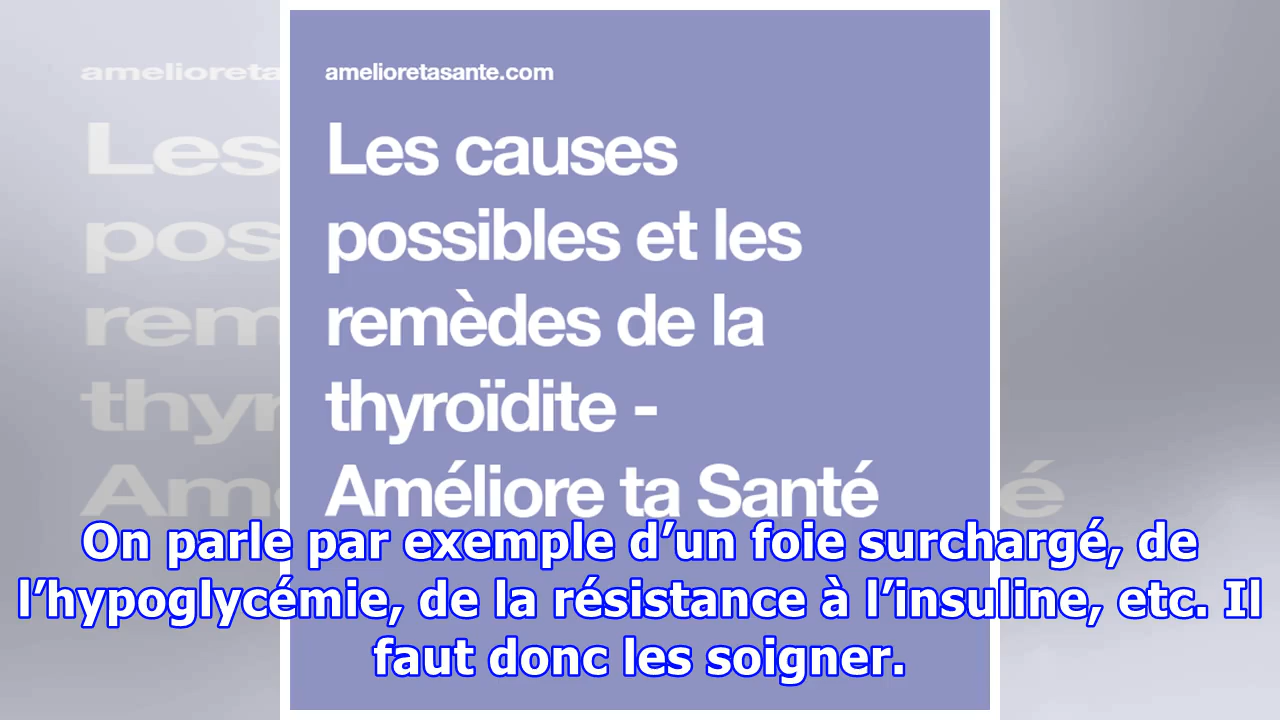 amelioretasante.com
Les causes
possibles et les
remèdes de la
thyroïdite -
Améliore ta Santé
On parle par exemple d’un foie surchargé, de
l’hypoglycémie, de la résistance à l’insuline, etc. Il
faut donc les soigner.